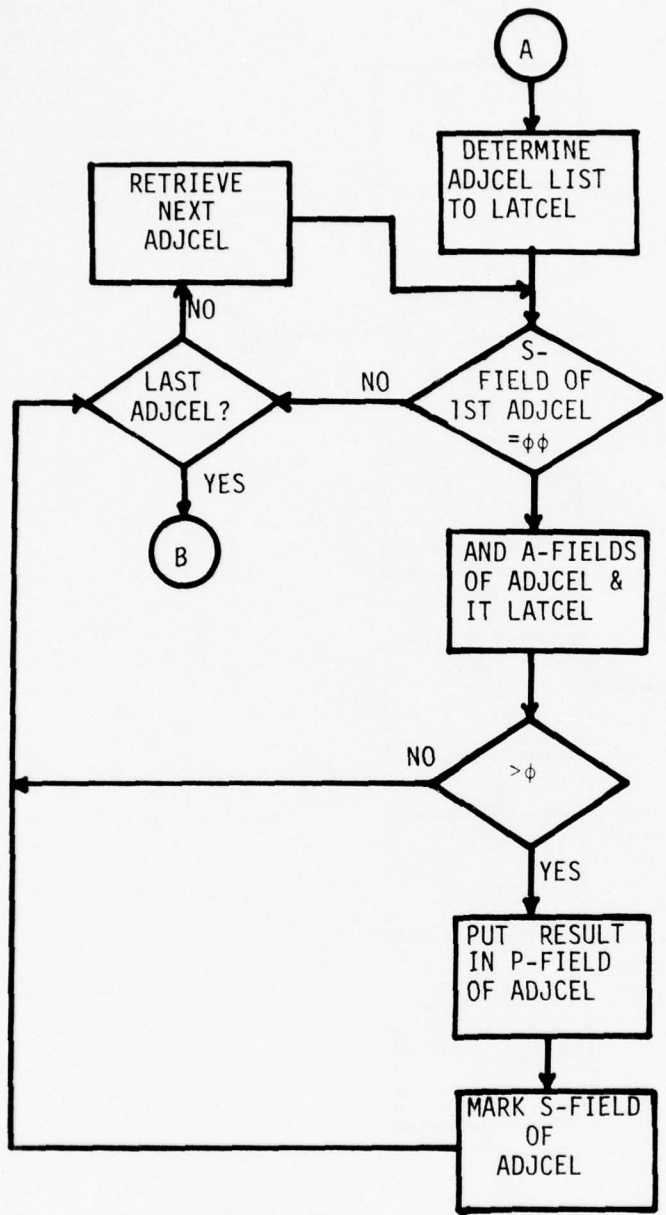 A
DETERMINE
ADJCEL LIST
TO LATCEL
RETRIEVE
NEXT
ADJCEL
NO
LAST
ADJCEL?
NO
S-
FIELD OF
1ST ADJCEL
=φφ
YES
B
AND A-FIELDS
OF ADJCEL &
IT LATCEL
NO
>φ
YES
PUT RESULT
IN P-FIELD
OF ADJCEL
MARK S-FIELD
OF
ADJCEL